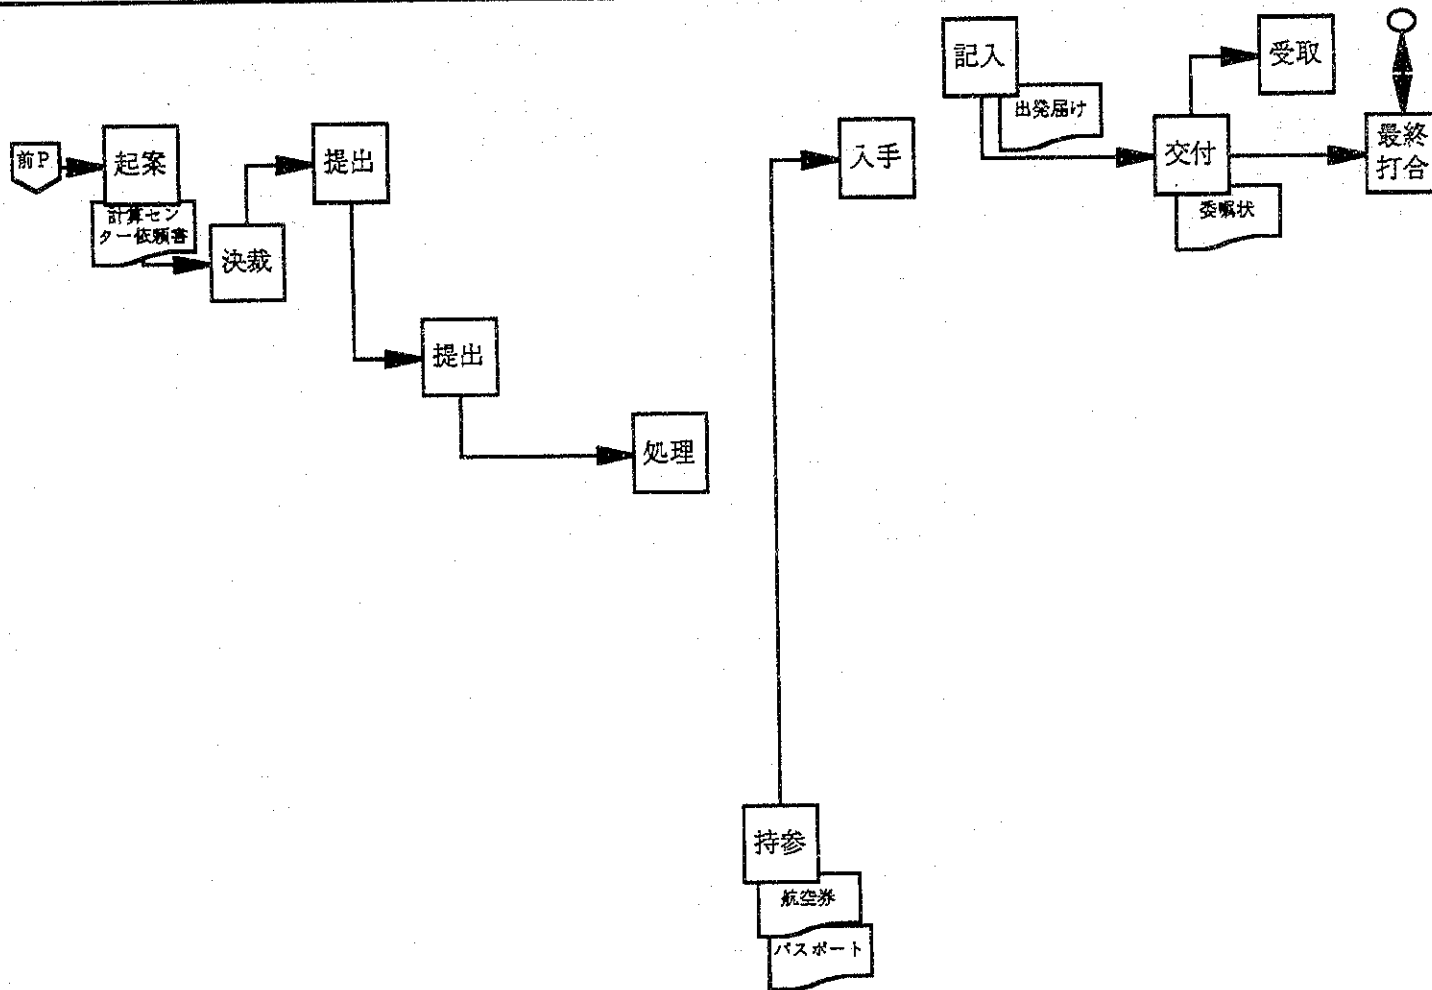 前P
起案
計算セン
ター依頼書
決裁
提出
提出
処理
持参
航空券
パスポート
入手
記入
出発届け
交付
委嘱状
受取
最終
打合